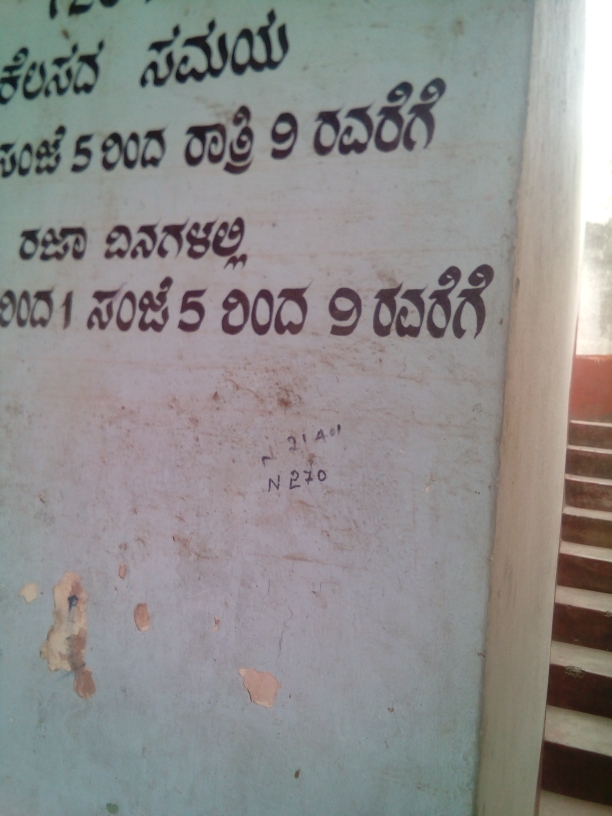 ಕೆಲಸದ ಸಮಯ
ಸಂಜೆ 5 ರಿಂದ ರಾತ್ರಿ 9 ರವರೆಗೆ
ರಜಾ ದಿನಗಳಲ್ಲಿ
ರಿಂದ 1 ಸಂಜೆ 5 ರಿಂದ 9 ರವರೆಗೆ
N 270